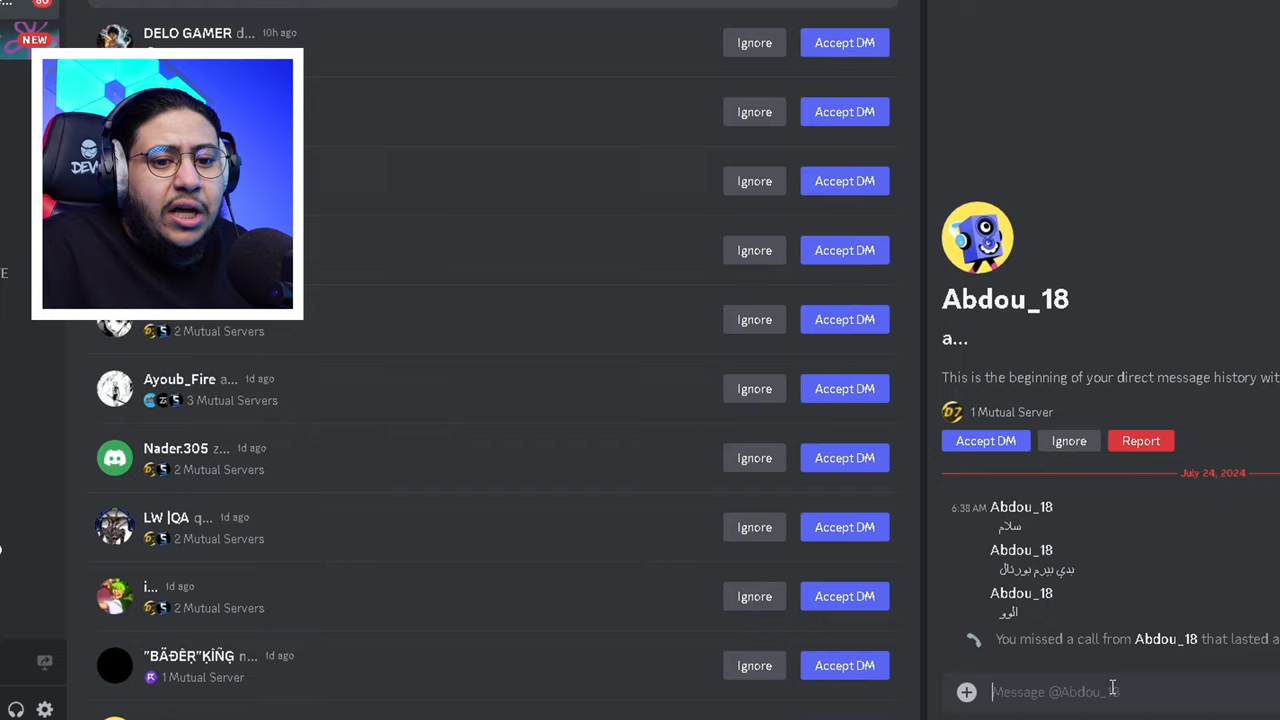 NEW
DELO GAMER d... 10h ago
Ignore
Accept DM
Ignore
Accept DM
Ignore
Accept DM
Ignore
Accept DM
2 Mutual Servers
Ignore
Accept DM
Ayoub_Fire a... 1d ago
3 Mutual Servers
Ignore
Accept DM
Nader.305 z... 1d ago
2 Mutual Servers
Ignore
Accept DM
LW |QA q... 1d ago
2 Mutual Servers
Ignore
Accept DM
i... 1d ago
2 Mutual Servers
Ignore
Accept DM
"BÄĐÈŖ"ĶÏÑĢ n... 1d ago
1 Mutual Server
Ignore
Accept DM
Abdou_18
a...
This is the beginning of your direct message history wit
1 Mutual Server
Accept DM
Ignore
Report
July 24, 2024
6:38 AM Abdou_18
سلام
Abdou_18
بدي بيرم بورتال
Abdou_18
الوو
You missed a call from Abdou_18 that lasted a
Message @Abdou_18